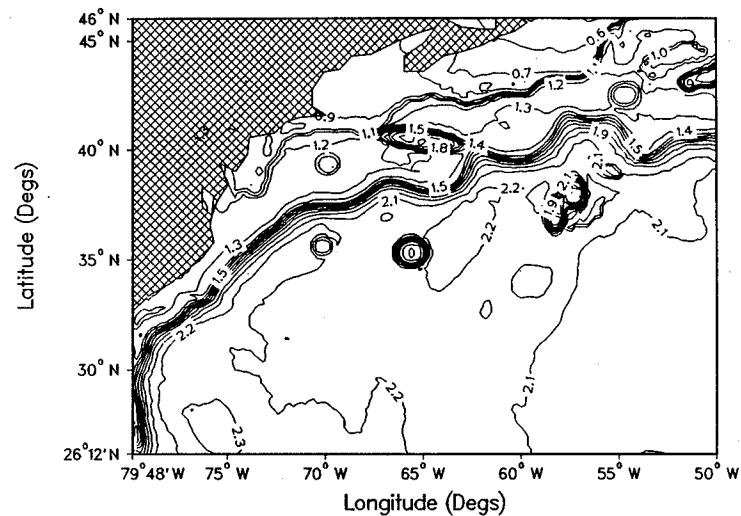 46° N
45° N
40° N
35° N
30° N
26°12' N
Latitude (Degs)
0.6
1.0
0.7
1.2
1.3
0.9
1.1
1.5
1.8
1.4
1.9
1.5
1.4
1.2
1.5
2.1
2.2
2.1
2.2
2.1
1.3
1.5
2.2
2.1
2.2
2.3
79°48' W
75° W
70° W
65° W
60° W
55° W
50° W
Longitude (Degs)